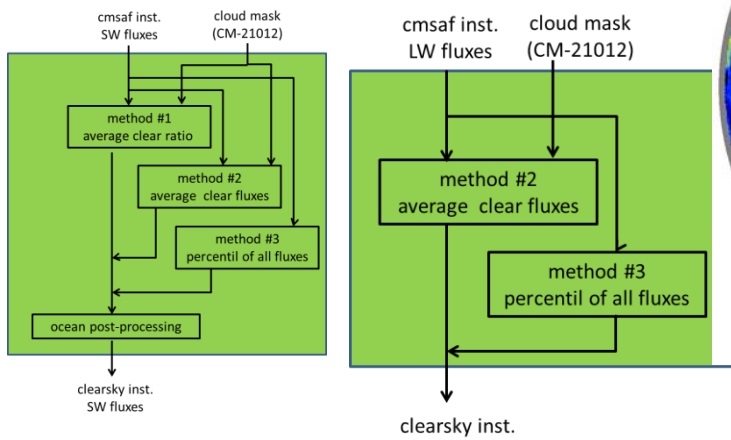 cmsaf inst.
SW fluxes
cloud mask
(CM-21012)
method #1
average clear ratio
method #2
average clear fluxes
method #3
percentil of all fluxes
ocean post-processing
clearsky inst.
SW fluxes
cmsaf inst.
LW fluxes
cloud mask
(CM-21012)
method #2
average clear fluxes
method #3
percentil of all fluxes
clearsky inst.